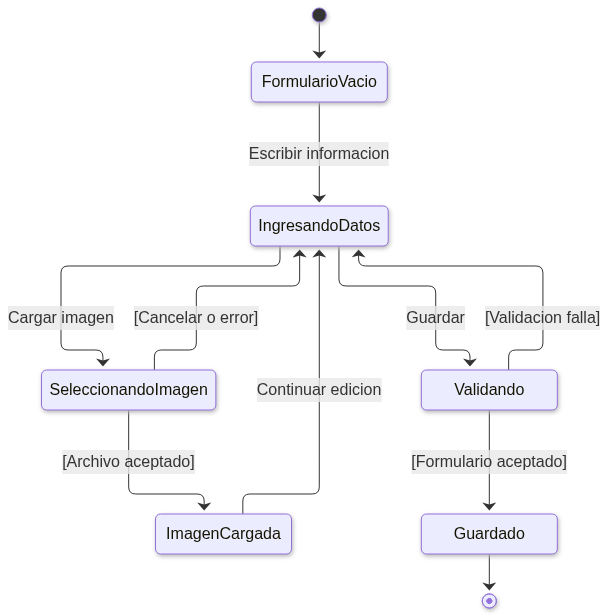 FormularioVacio
Escribir informacion
IngresandoDatos
Cargar imagen
[Cancelar o error]
Guardar
[Validacion falla]
SeleccionandoImagen
Continuar edicion
Validando
[Archivo aceptado]
[Formulario aceptado]
ImagenCargada
Guardado